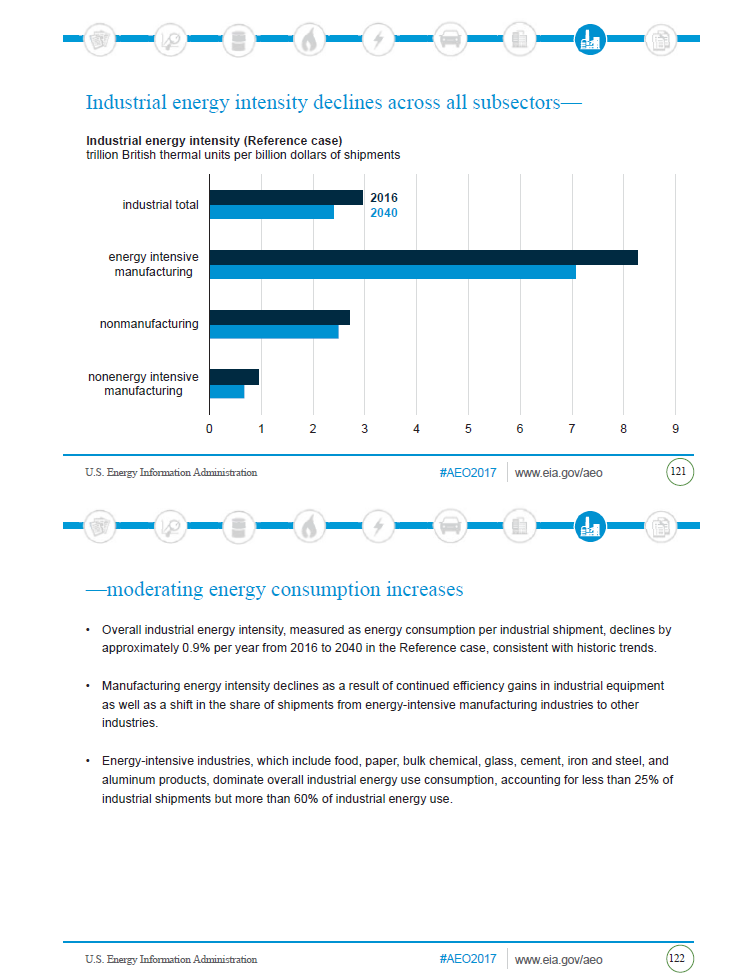 Industrial energy intensity declines across all subsectors—
Industrial energy intensity (Reference case)
trillion British thermal units per billion dollars of shipments
industrial total
2016
2040
energy intensive
manufacturing
nonmanufacturing
nonenergy intensive
manufacturing
0 1 2 3 4 5 6 7 8 9
U.S. Energy Information Administration #AEO2017 www.eia.gov/aeo 121
—moderating energy consumption increases
• Overall industrial energy intensity, measured as energy consumption per industrial shipment, declines by
approximately 0.9% per year from 2016 to 2040 in the Reference case, consistent with historic trends.
• Manufacturing energy intensity declines as a result of continued efficiency gains in industrial equipment
as well as a shift in the share of shipments from energy-intensive manufacturing industries to other
industries.
• Energy-intensive industries, which include food, paper, bulk chemical, glass, cement, iron and steel, and
aluminum products, dominate overall industrial energy use consumption, accounting for less than 25% of
industrial shipments but more than 60% of industrial energy use.
U.S. Energy Information Administration #AEO2017 www.eia.gov/aeo 122